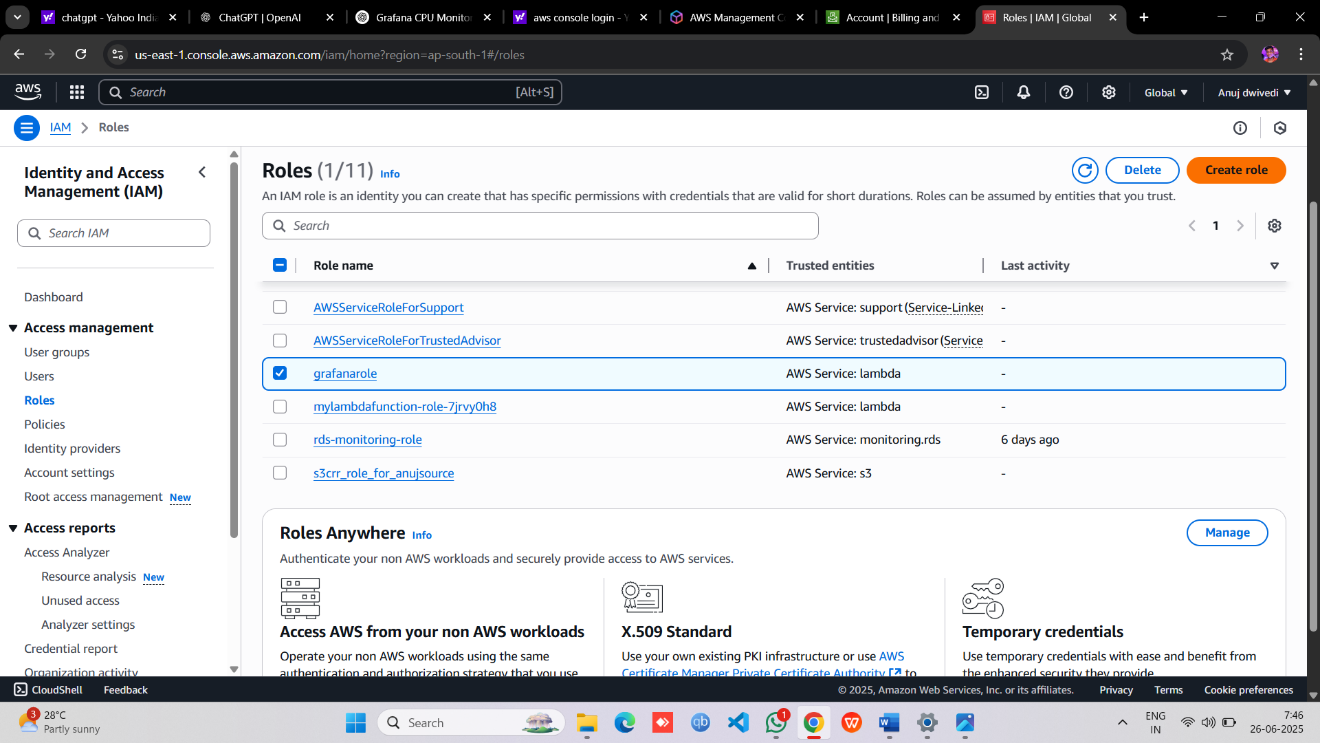 chatgpt - Yahoo Indi
ChatGPT | OpenAI
Grafana CPU Monito
aws console login - Y
AWS Management C
Account | Billing and
Roles | IAM | Global
us-east-1.console.aws.amazon.com/iam/home?region=ap-south-1#/roles
aws
Search
[Alt+S]
Global
Anuj dwivedi
IAM
Roles
Identity and Access
Management (IAM)
Search IAM
Dashboard
Access management
User groups
Users
Roles
Policies
Identity providers
Account settings
Root access management New
Access reports
Access Analyzer
Resource analysis New
Unused access
Analyzer settings
Credential report
Organization activity
Roles (1/11) Info
Delete
Create role
An IAM role is an identity you can create that has specific permissions with credentials that are valid for short durations. Roles can be assumed by entities that you trust.
Search
1
Role name
Trusted entities
Last activity
AWSServiceRoleForSupport
AWS Service: support (Service-Linked
-
AWSServiceRoleForTrustedAdvisor
AWS Service: trustedadvisor (Service
-
grafanarole
AWS Service: lambda
-
mylambdafunction-role-7jrvy0h8
AWS Service: lambda
-
rds-monitoring-role
AWS Service: monitoring.rds
6 days ago
s3crr_role_for_anujsource
AWS Service: s3
-
Roles Anywhere Info
Manage
Authenticate your non AWS workloads and securely provide access to AWS services.
Access AWS from your non AWS workloads
Operate your non AWS workloads using the same
authentication and authorization strategy that you use
X.509 Standard
Use your own existing PKI infrastructure or use AWS
Certificate Manager Private Certificate Authority to
Temporary credentials
Use temporary credentials with ease and benefit from
the enhanced security they provide.
CloudShell
Feedback
© 2025, Amazon Web Services, Inc. or its affiliates.
Privacy
Terms
Cookie preferences
3
28°C
Partly sunny
Search
qb
1
W
W
ENG
IN
7:46
26-06-2025